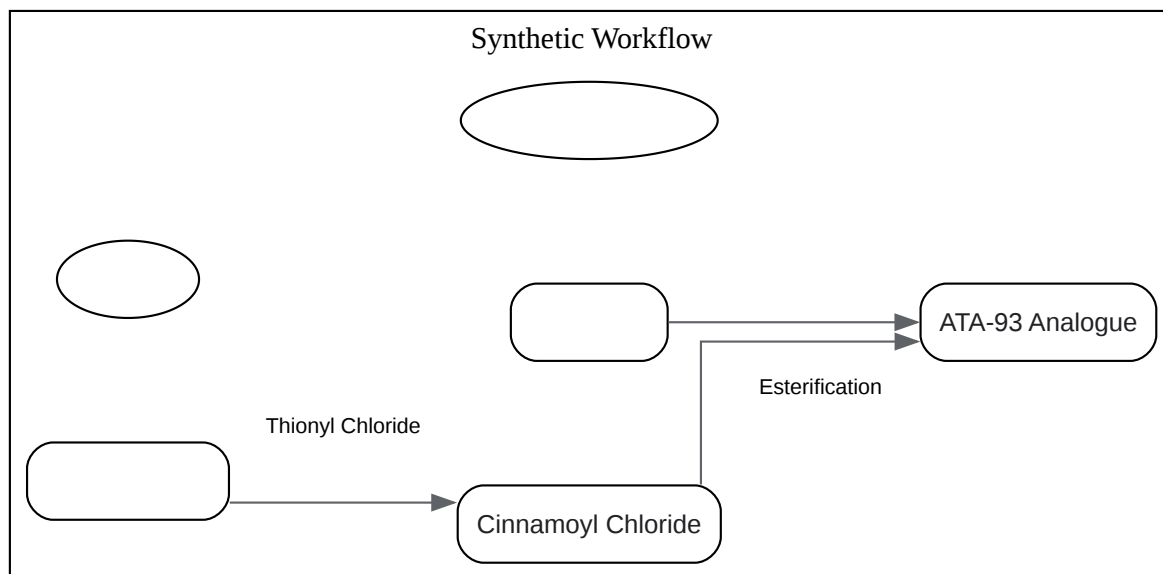 Synthetic Workflow
ATA-93 Analogue
Esterification
Thionyl Chloride
Cinnamoyl Chloride